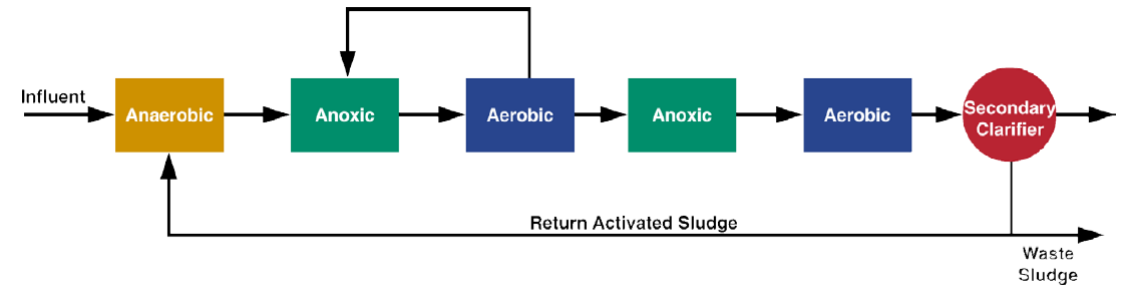 Influent
Anaerobic
Anoxic
Aerobic
Anoxic
Aerobic
Secondary
Clarifier
Return Activated Sludge
Waste
Sludge